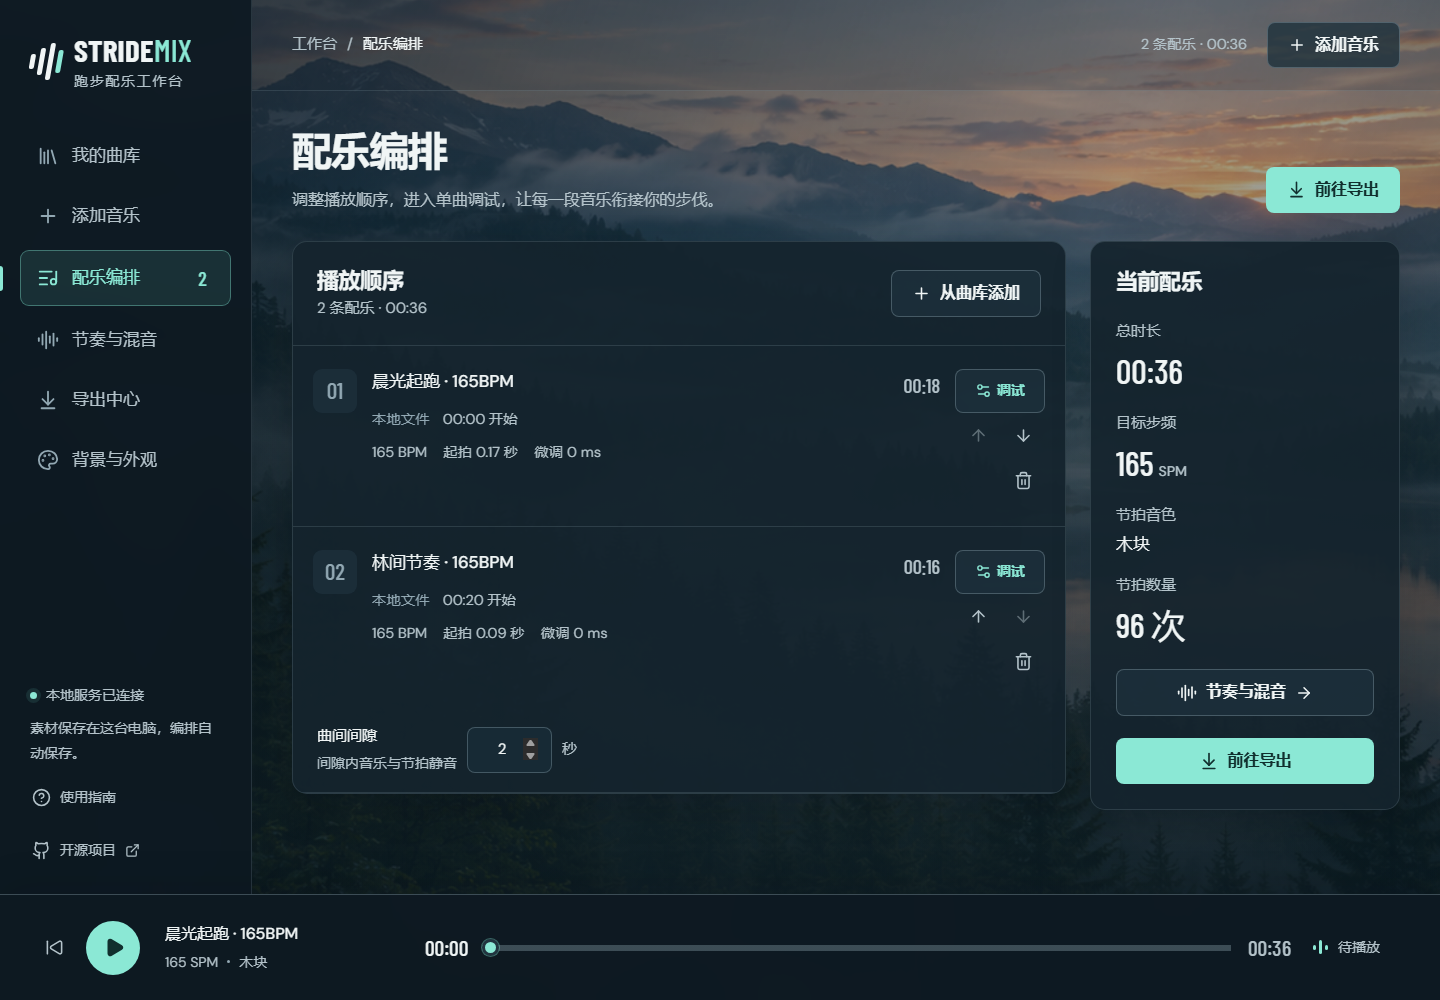 STRIDEMIX
跑步配乐工作台
我的曲库
添加音乐
配乐编排 2
节奏与混音
导出中心
背景与外观
本地服务已连接
素材保存在这台电脑，编排自
动保存。
使用指南
开源项目
工作台 / 配乐编排
2 条配乐 · 00:36
添加音乐
配乐编排
调整播放顺序，进入单曲调试，让每一段音乐衔接你的步伐。
前往导出
播放顺序
2 条配乐 · 00:36
从曲库添加
01
晨光起跑 · 165BPM
00:18
调试
本地文件 00:00 开始
165 BPM 起拍 0.17 秒 微调 0 ms
02
林间节奏 · 165BPM
00:16
调试
本地文件 00:20 开始
165 BPM 起拍 0.09 秒 微调 0 ms
曲间间隙
间隙内音乐与节拍静音
2 秒
当前配乐
总时长
00:36
目标步频
165 SPM
节拍音色
木块
节拍数量
96 次
节奏与混音
前往导出
晨光起跑 · 165BPM
165 SPM · 木块
00:00
00:36
待播放